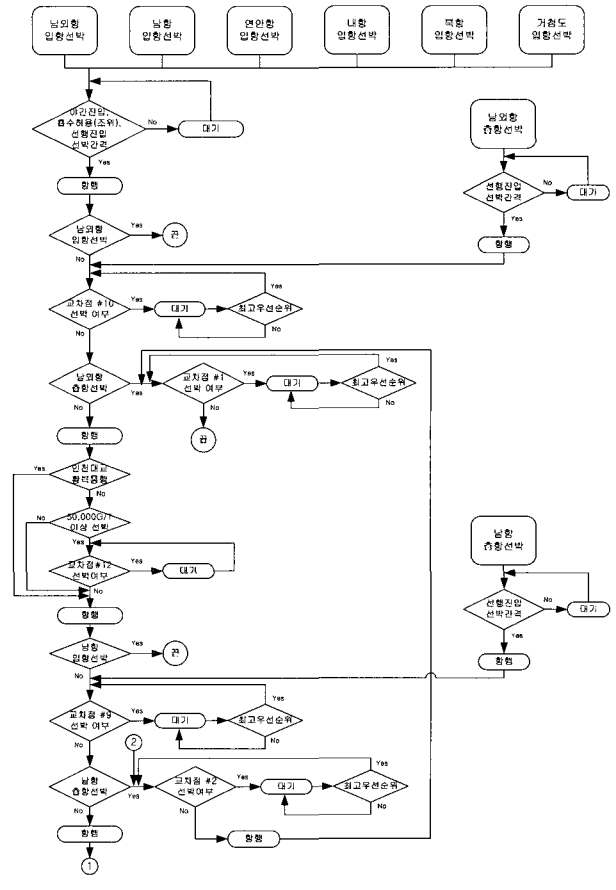 남외항
입항선박
남항
입항선박
연안항
입항선박
내항
입항선박
북항
입항선박
거첨도
입항선박
야간진입,
흘수허용(조위),
선행진입
선박간격
No
대기
Yes
항행
남외항
출항선박
선행진입
선박간격
No
대기
Yes
항행
남외항
입항선박
Yes
끝
No
교차점 #10
선박 여부
Yes
대기
최고우선순위
Yes
No
No
남외항
출항선박
Yes
교차점 #1
선박 여부
Yes
대기
최고우선순위
Yes
No
No
끝
No
항행
인천대교
왕복통항
Yes
No
50,000G/T
이상 선박
No
Yes
교차점#12
선박여부
Yes
대기
No
항행
남항
출항선박
선행진입
선박간격
No
대기
Yes
항행
남항
입항선박
Yes
끝
No
교차점 #9
선박 여부
Yes
대기
최고우선순위
Yes
No
No
2
남항
출항선박
Yes
교차점 #2
선박여부
Yes
대기
최고우선순위
Yes
No
No
항행
No
항행
1